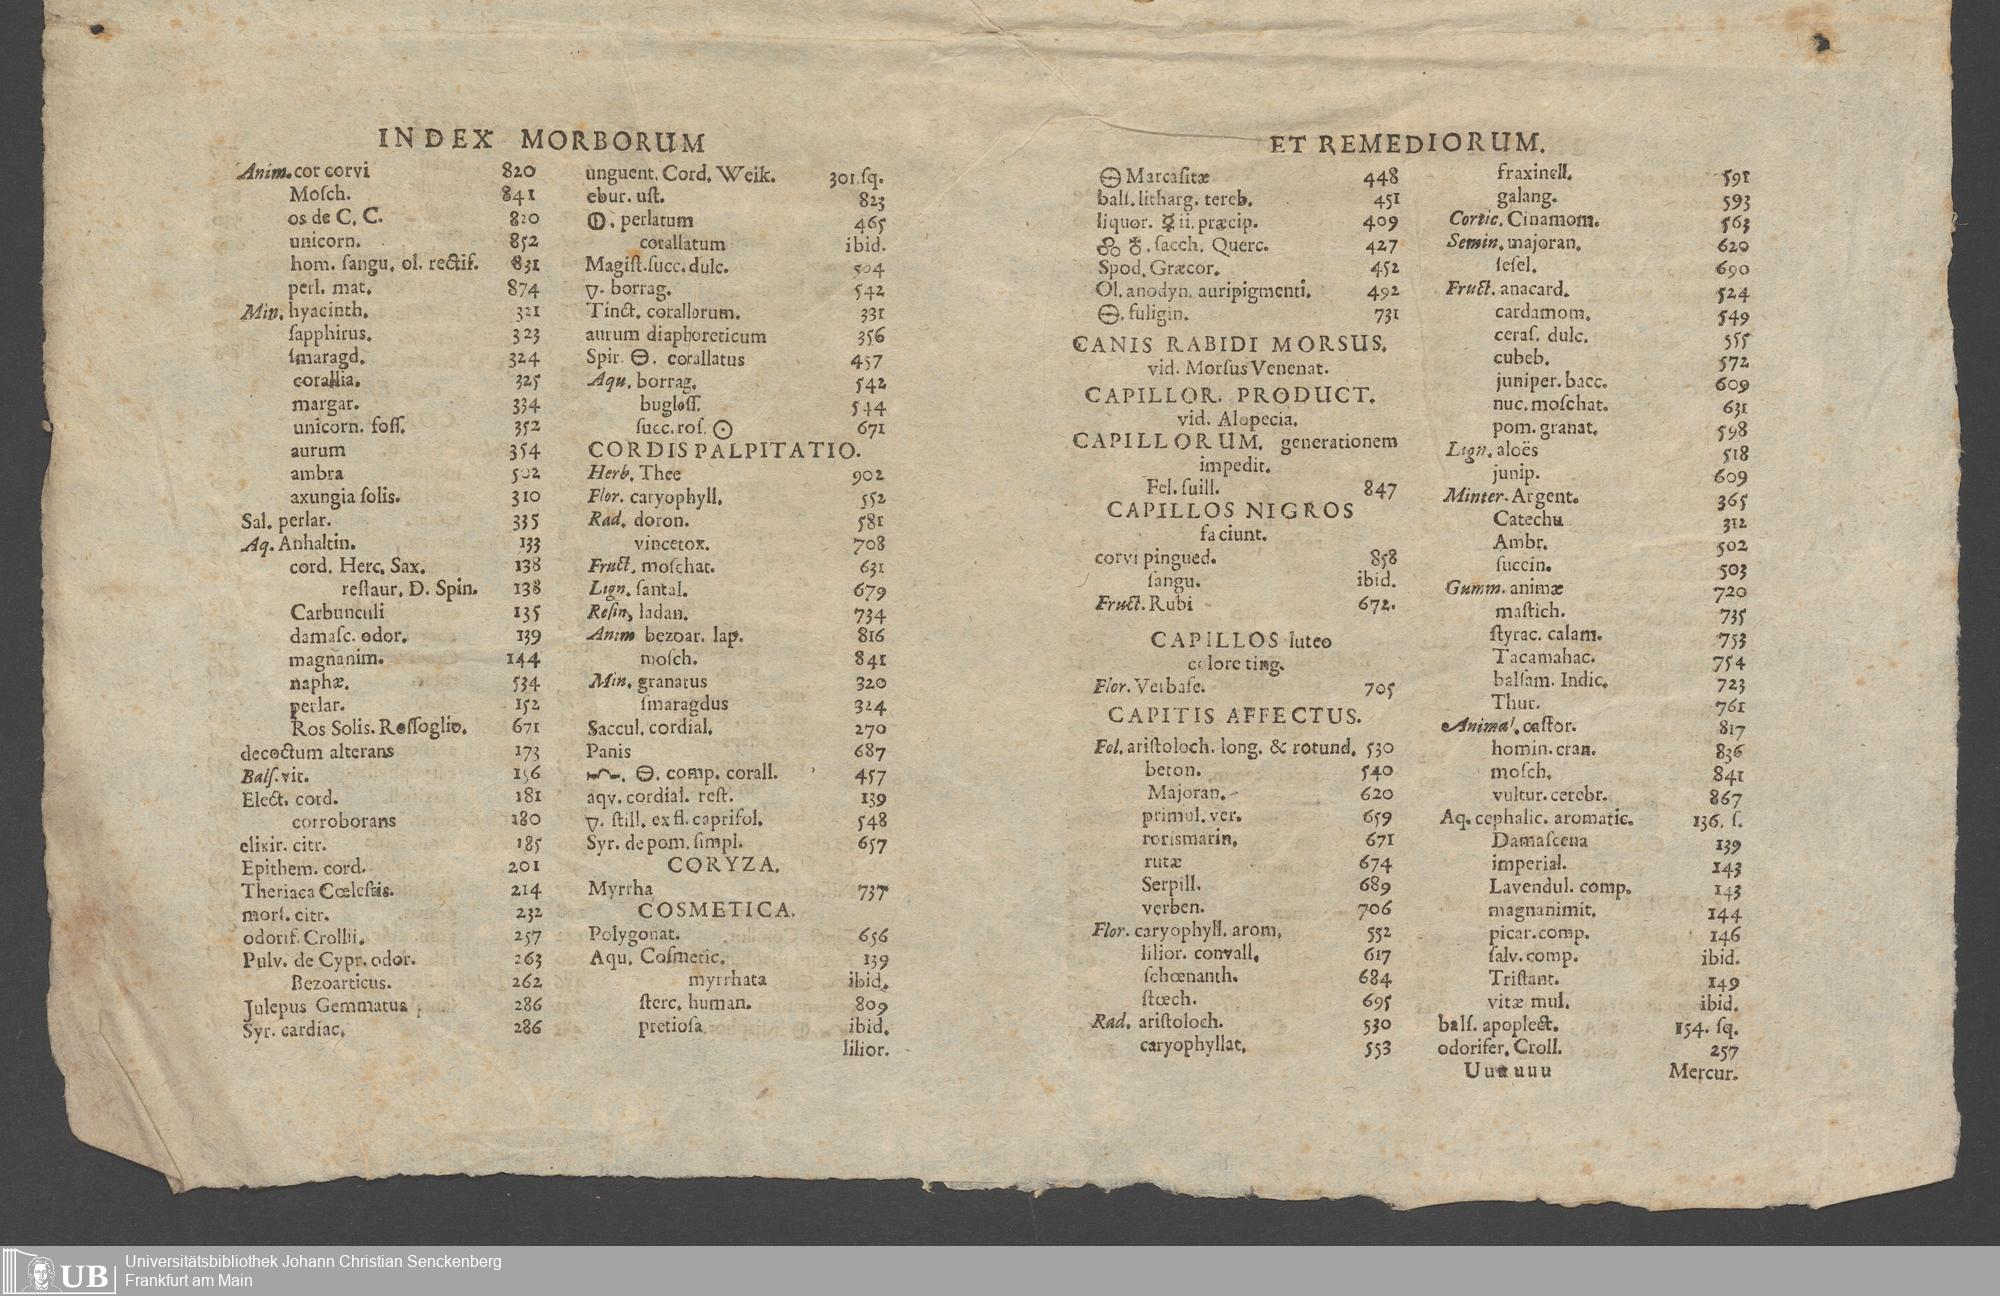 INDEX MORBORUM
Anim. cor corvi 820
Moſch. 841
os de C. C. 820
unicorn. 852
hom. ſangu. ol. rectif. 831
perl. mat. 874
Min. hyacinth. 321
ſapphirus. 323
ſmaragd. 324
corallia. 325
margar. 334
unicorn. foſſ. 352
aurum 354
ambra 502
axungia ſolis. 310
Sal. perlar. 335
Aq. Anhaltin. 133
cord. Herc. Sax. 138
reſtaur. D. Spin. 138
Carbunculi 135
damaſc. odor. 139
magnanim. 144
naphæ. 534
perlar. 152
Ros Solis. Roſſoglio. 671
decoctum alterans 173
Balſ. vit. 156
Elect. cord. 181
corroborans 180
elixir. citr. 185
Epithem. cord. 201
Theriaca Cœleſtis. 214
morſ. citr. 232
odorif. Crollii. 257
Pulv. de Cypr. odor. 263
Bezoarticus. 262
Julepus Gemmatus 286
Syr. cardiac. 286
unguent. Cord. Weik. 301.ſq.
ebur. uſt. 823
🜕. perlatum 465
corallatum ibid.
Magiſt. ſucc. dulc. 504
🜄. borrag. 542
Tinct. corallorum. 331
aurum diaphoreticum 356
Spir. 🜔. corallatus 457
Aqu. borrag. 542
bugloſſ. 544
ſucc. roſ. ☉ 671
CORDIS PALPITATIO.
Herb. Thee 902
Flor. caryophyll. 552
Rad. doron. 581
vincetox. 708
Fruct. moſchat. 631
Lign. ſantal. 679
Reſin. ladan. 734
Anim bezoar. lap. 816
moſch. 841
Min. granatus 320
ſmaragdus 324
Saccul. cordial. 270
Panis 687
🜔. comp. corall. 457
aqv. cordial. reſt. 139
🜄. ſtill. ex fl. caprifol. 548
Syr. de pom. ſimpl. 657
CORYZA.
Myrrha 737
COSMETICA.
Polygonat. 656
Aqu. Coſmetic. 139
myrrhata ibid.
ſterc. human. 809
pretioſa ibid.
lilior.
ET REMEDIORUM.
🜔 Marcaſitæ 448
balſ. litharg. tereb. 451
liquor. ☿ ii. præcip. 409
ſacch. Querc. 427
Spod. Græcor. 452
Ol. anodyn. auripigmenti. 492
🜔. fuligin. 731
CANIS RABIDI MORSUS.
vid. Morſus Venenat.
CAPILLOR. PRODUCT.
vid. Alopecia.
CAPILLORUM. generationem
impedit.
Fel. ſuill. 847
CAPILLOS NIGROS
faciunt.
corvi pingued. 858
ſangu. ibid.
Fruct. Rubi 672.
CAPILLOS luteo
colore ting.
Flor. Verbaſc. 705
CAPITIS AFFECTUS.
Fol. ariſtoloch. long. & rotund. 530
beton. 540
Majoran. 620
primul. ver. 659
rorismarin. 671
rutæ 674
Serpill. 689
verben. 706
Flor. caryophyll. arom. 552
lilior. convall. 617
ſchœnanth. 684
ſtœch. 695
Rad. ariſtoloch. 530
caryophyllat. 553
fraxinell. 591
galang. 593
Cortic. Cinamom. 563
Semin. majoran. 620
ſeſel. 690
Fruct. anacard. 524
cardamom. 549
ceraſ. dulc. 555
cubeb. 572
juniper. bacc. 609
nuc. moſchat. 631
pom. granat. 598
Lign. aloës 518
junip. 609
Minter. Argent. 365
Catechu 312
Ambr. 502
ſuccin. 503
Gumm. animæ 720
maſtich. 735
ſtyrac. calam. 753
Tacamahac. 754
balſam. Indic. 723
Thur. 761
Animal. caſtor. 817
homin. cran. 836
moſch. 841
vultur. cerebr. 867
Aq. cephalic. aromatic. 136. ſ.
Damaſcena 139
imperial. 143
Lavendul. comp. 143
magnanimit. 144
picar. comp. 146
ſalv. comp. ibid.
Triſtant. 149
vitæ mul. ibid.
balſ. apoplect. 154. ſq.
odorifer. Croll. 257
Uuuuuu Mercur.
UB Universitätsbibliothek Johann Christian Senckenberg
Frankfurt am Main